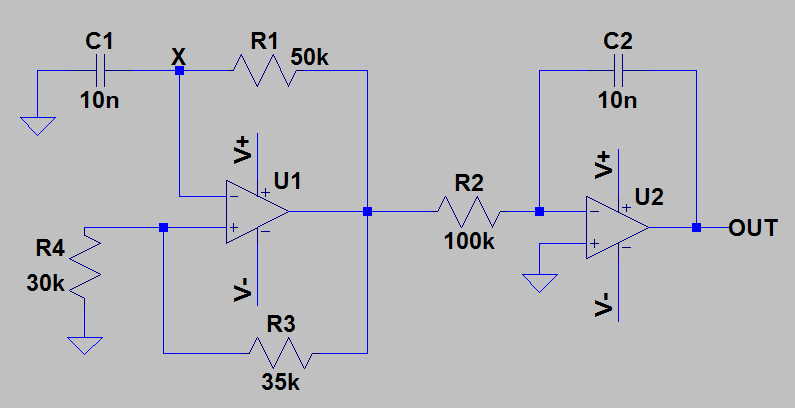 C1
10n
X
R1
50k
V+
+
−
+
−
U1
V-
R4
30k
R3
35k
R2
100k
C2
10n
V+
+
−
+
−
U2
V-
OUT